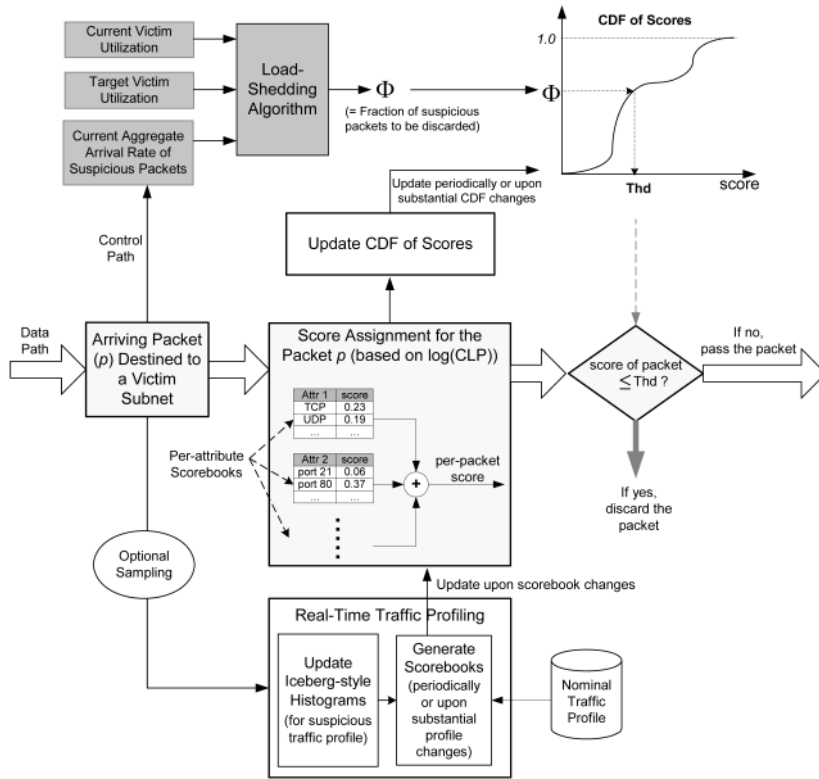 Current Victim
Utilization
Target Victim
Utilization
Current Aggregate
Arrival Rate of
Suspicious Packets
Load-
Shedding
Algorithm
Φ
(= Fraction of suspicious
packets to be discarded)
CDF of Scores
1.0
Φ
Thd
score
Update periodically or upon
substantial CDF changes
Control
Path
Update CDF of Scores
Data
Path
Arriving Packet
(p) Destined to
a Victim
Subnet
Score Assignment for the
Packet p (based on log(CLP))
Attr 1 score
TCP 0.23
UDP 0.19
... ...
Per-attribute
Scorebooks
Attr 2 score
port 21 0.06
port 80 0.37
... ...
+
per-packet
score
score of packet
≤ Thd ?
If no,
pass the packet
If yes,
discard the
packet
Optional
Sampling
Update upon scorebook changes
Real-Time Traffic Profiling
Update
Iceberg-style
Histograms
(for suspicious
traffic profile)
Generate
Scorebooks
(periodically
or upon
substantial
profile
changes)
Nominal
Traffic
Profile